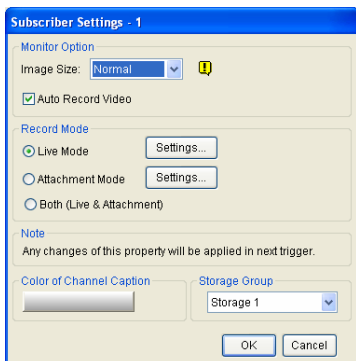 Subscriber Settings - 1
Monitor Option
Image Size: Normal
Auto Record Video
Record Mode
Live Mode Settings...
Attachment Mode Settings...
Both (Live & Attachment)
Note
Any changes of this property will be applied in next trigger.
Color of Channel Caption Storage Group
Storage 1
OK Cancel